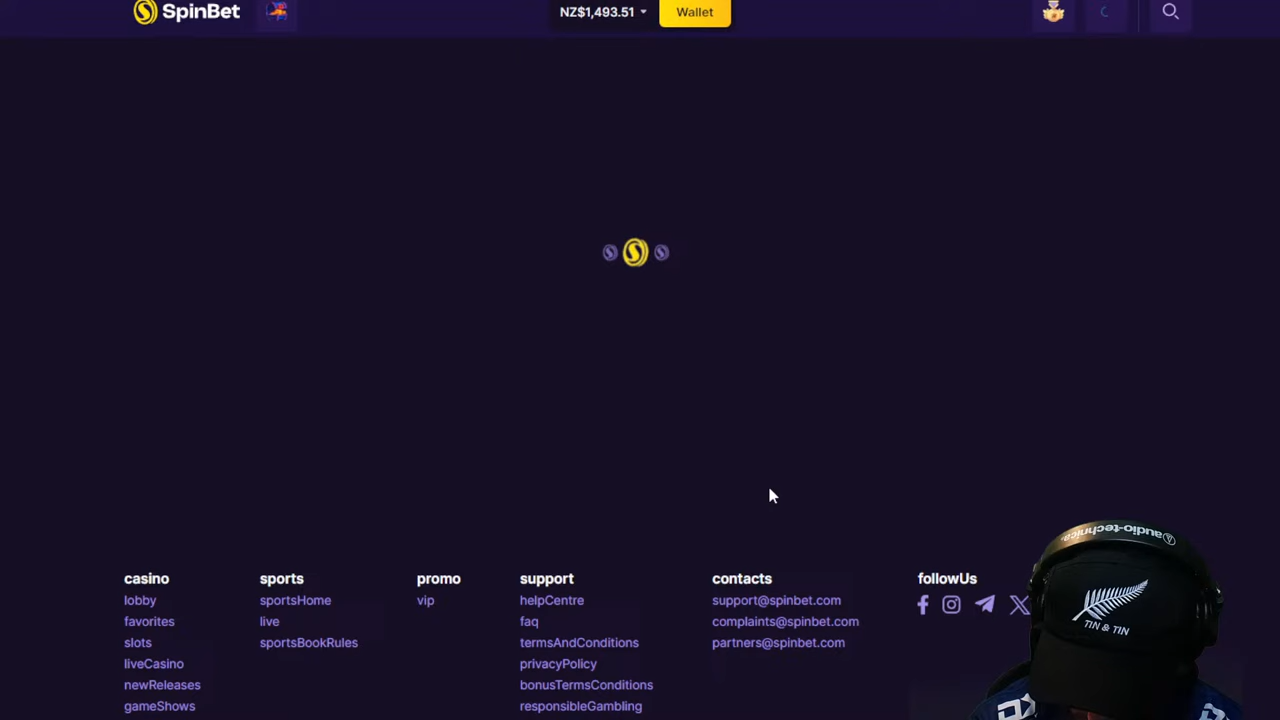 SpinBet
NZ$1,493.51
Wallet
casino
lobby
favorites
slots
liveCasino
newReleases
gameShows
sports
sportsHome
live
sportsBookRules
promo
vip
support
helpCentre
faq
termsAndConditions
privacyPolicy
bonusTermsConditions
responsibleGambling
contacts
support@spinbet.com
complaints@spinbet.com
partners@spinbet.com
followUs
audio-technica
TIN & TIN